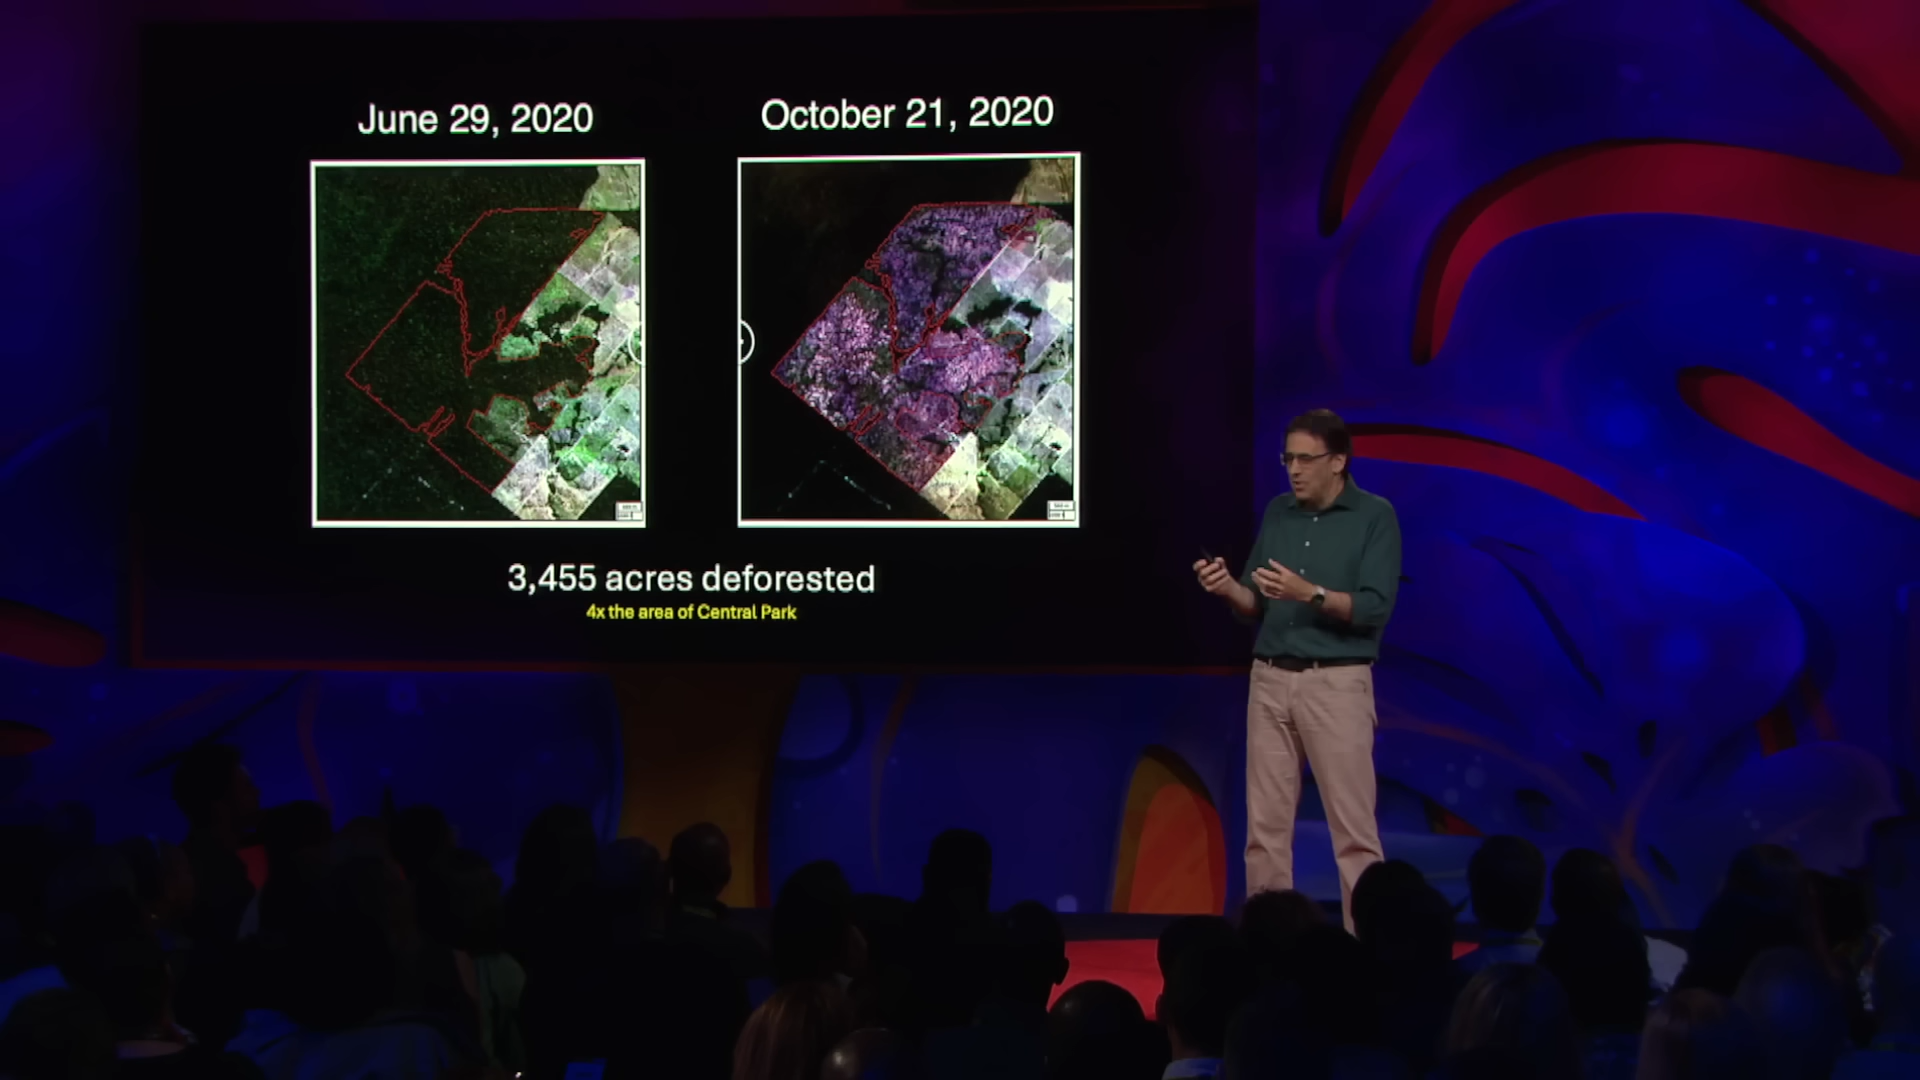 June 29, 2020
October 21, 2020
3,455 acres deforested
4x the area of Central Park